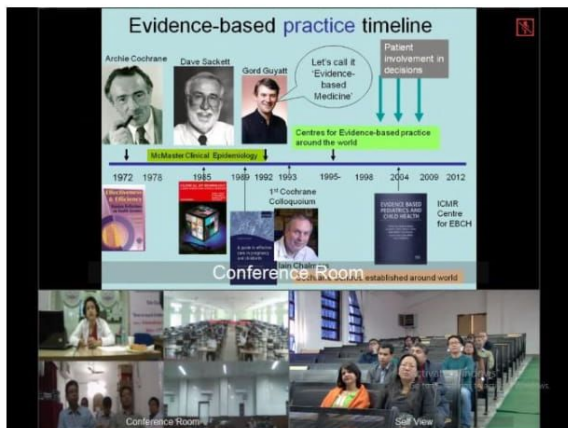 Evidence-based practice timeline
Archie Cochrane
Dave Sackett
Gord Guyatt
Let's call it
'Evidence-
based
Medicine'
Patient
involvement in
decisions
Centres for Evidence-based practice
around the world
McMaster Clinical Epidemiology
1972 1978 1985 1989 1992 1993 1995- 1998 2004 2009 2012
1st Cochrane
Colloquium
Effectiveness
& Efficiency
EVIDENCE BASED
PEDIATRICS AND
CHILD HEALTH
ICMR
Centre
for EBCH
Iain Chalmers
Conference Room
established around world
Conference Room
Self View